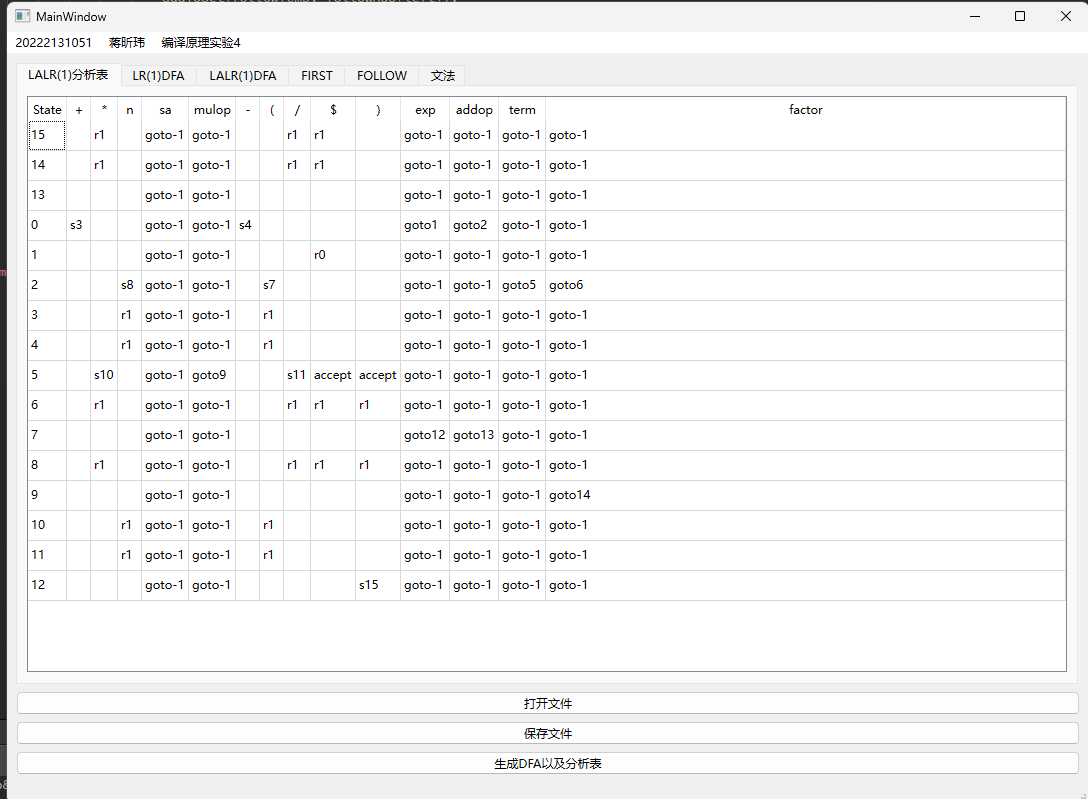 MainWindow
20222131051 蒋昕玮 编译原理实验4
LALR(1)分析表 LR(1)DFA LALR(1)DFA FIRST FOLLOW 文法
State + * n sa mulop - ( / $ ) exp addop term factor
15 r1 goto-1 goto-1 r1 r1 goto-1 goto-1 goto-1 goto-1
14 r1 goto-1 goto-1 r1 r1 goto-1 goto-1 goto-1 goto-1
13 goto-1 goto-1 goto-1 goto-1 goto-1 goto-1
0 s3 goto-1 goto-1 s4 goto1 goto2 goto-1 goto-1
1 goto-1 goto-1 r0 goto-1 goto-1 goto-1 goto-1
2 s8 goto-1 goto-1 s7 goto-1 goto-1 goto5 goto6
3 r1 goto-1 goto-1 r1 goto-1 goto-1 goto-1 goto-1
4 r1 goto-1 goto-1 r1 goto-1 goto-1 goto-1 goto-1
5 s10 goto-1 goto9 s11 accept accept goto-1 goto-1 goto-1 goto-1
6 r1 goto-1 goto-1 r1 r1 r1 goto-1 goto-1 goto-1 goto-1
7 goto-1 goto-1 goto12 goto13 goto-1 goto-1
8 r1 goto-1 goto-1 r1 r1 r1 goto-1 goto-1 goto-1 goto-1
9 goto-1 goto-1 goto-1 goto-1 goto-1 goto14
10 r1 goto-1 goto-1 r1 goto-1 goto-1 goto-1 goto-1
11 r1 goto-1 goto-1 r1 goto-1 goto-1 goto-1 goto-1
12 goto-1 goto-1 s15 goto-1 goto-1 goto-1 goto-1
打开文件
保存文件
生成DFA以及分析表